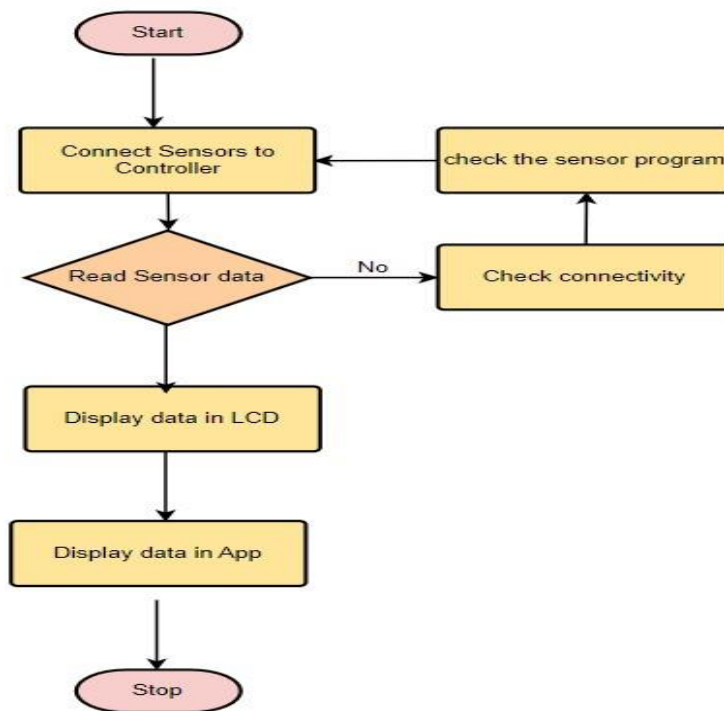 Start
Connect Sensors to
Controller
check the sensor program
Read Sensor data
No
Check connectivity
Display data in LCD
Display data in App
Stop